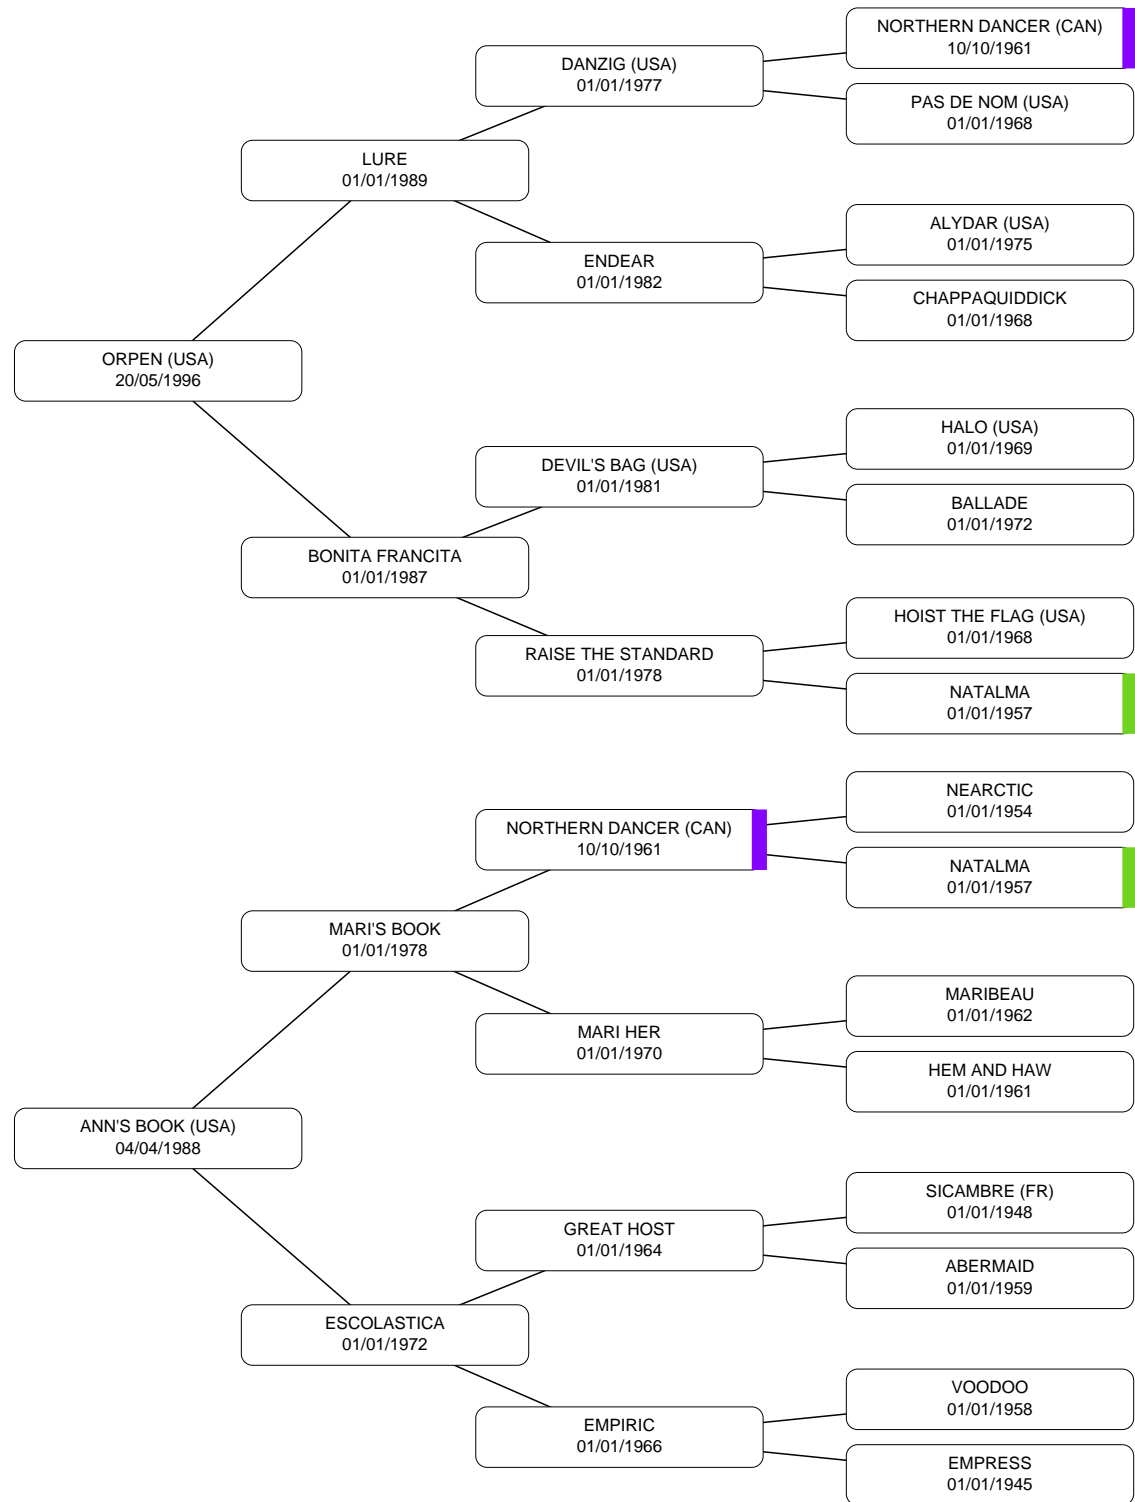 NORTHERN DANCER (CAN)
10/10/1961
DANZIG (USA)
01/01/1977
PAS DE NOM (USA)
01/01/1968
LURE
01/01/1989
ALYDAR (USA)
01/01/1975
ENDEAR
01/01/1982
CHAPPAQUIDDICK
01/01/1968
ORPEN (USA)
20/05/1996
HALO (USA)
01/01/1969
DEVIL'S BAG (USA)
01/01/1981
BALLADE
01/01/1972
BONITA FRANCITA
01/01/1987
HOIST THE FLAG (USA)
01/01/1968
RAISE THE STANDARD
01/01/1978
NATALMA
01/01/1957
NEARCTIC
01/01/1954
NORTHERN DANCER (CAN)
10/10/1961
NATALMA
01/01/1957
MARI'S BOOK
01/01/1978
MARIBEAU
01/01/1962
MARI HER
01/01/1970
HEM AND HAW
01/01/1961
ANN'S BOOK (USA)
04/04/1988
SICAMBRE (FR)
01/01/1948
GREAT HOST
01/01/1964
ABERMAID
01/01/1959
ESCOLASTICA
01/01/1972
VOODOO
01/01/1958
EMPIRIC
01/01/1966
EMPRESS
01/01/1945